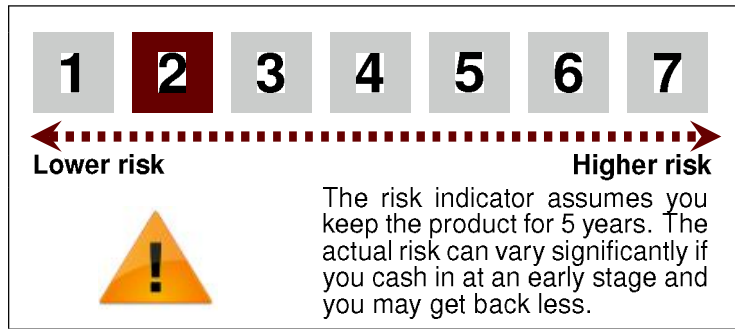 1 2 3 4 5 6 7
Lower risk Higher risk
The risk indicator assumes you
keep the product for 5 years. The
actual risk can vary significantly if
you cash in at an early stage and
you may get back less.